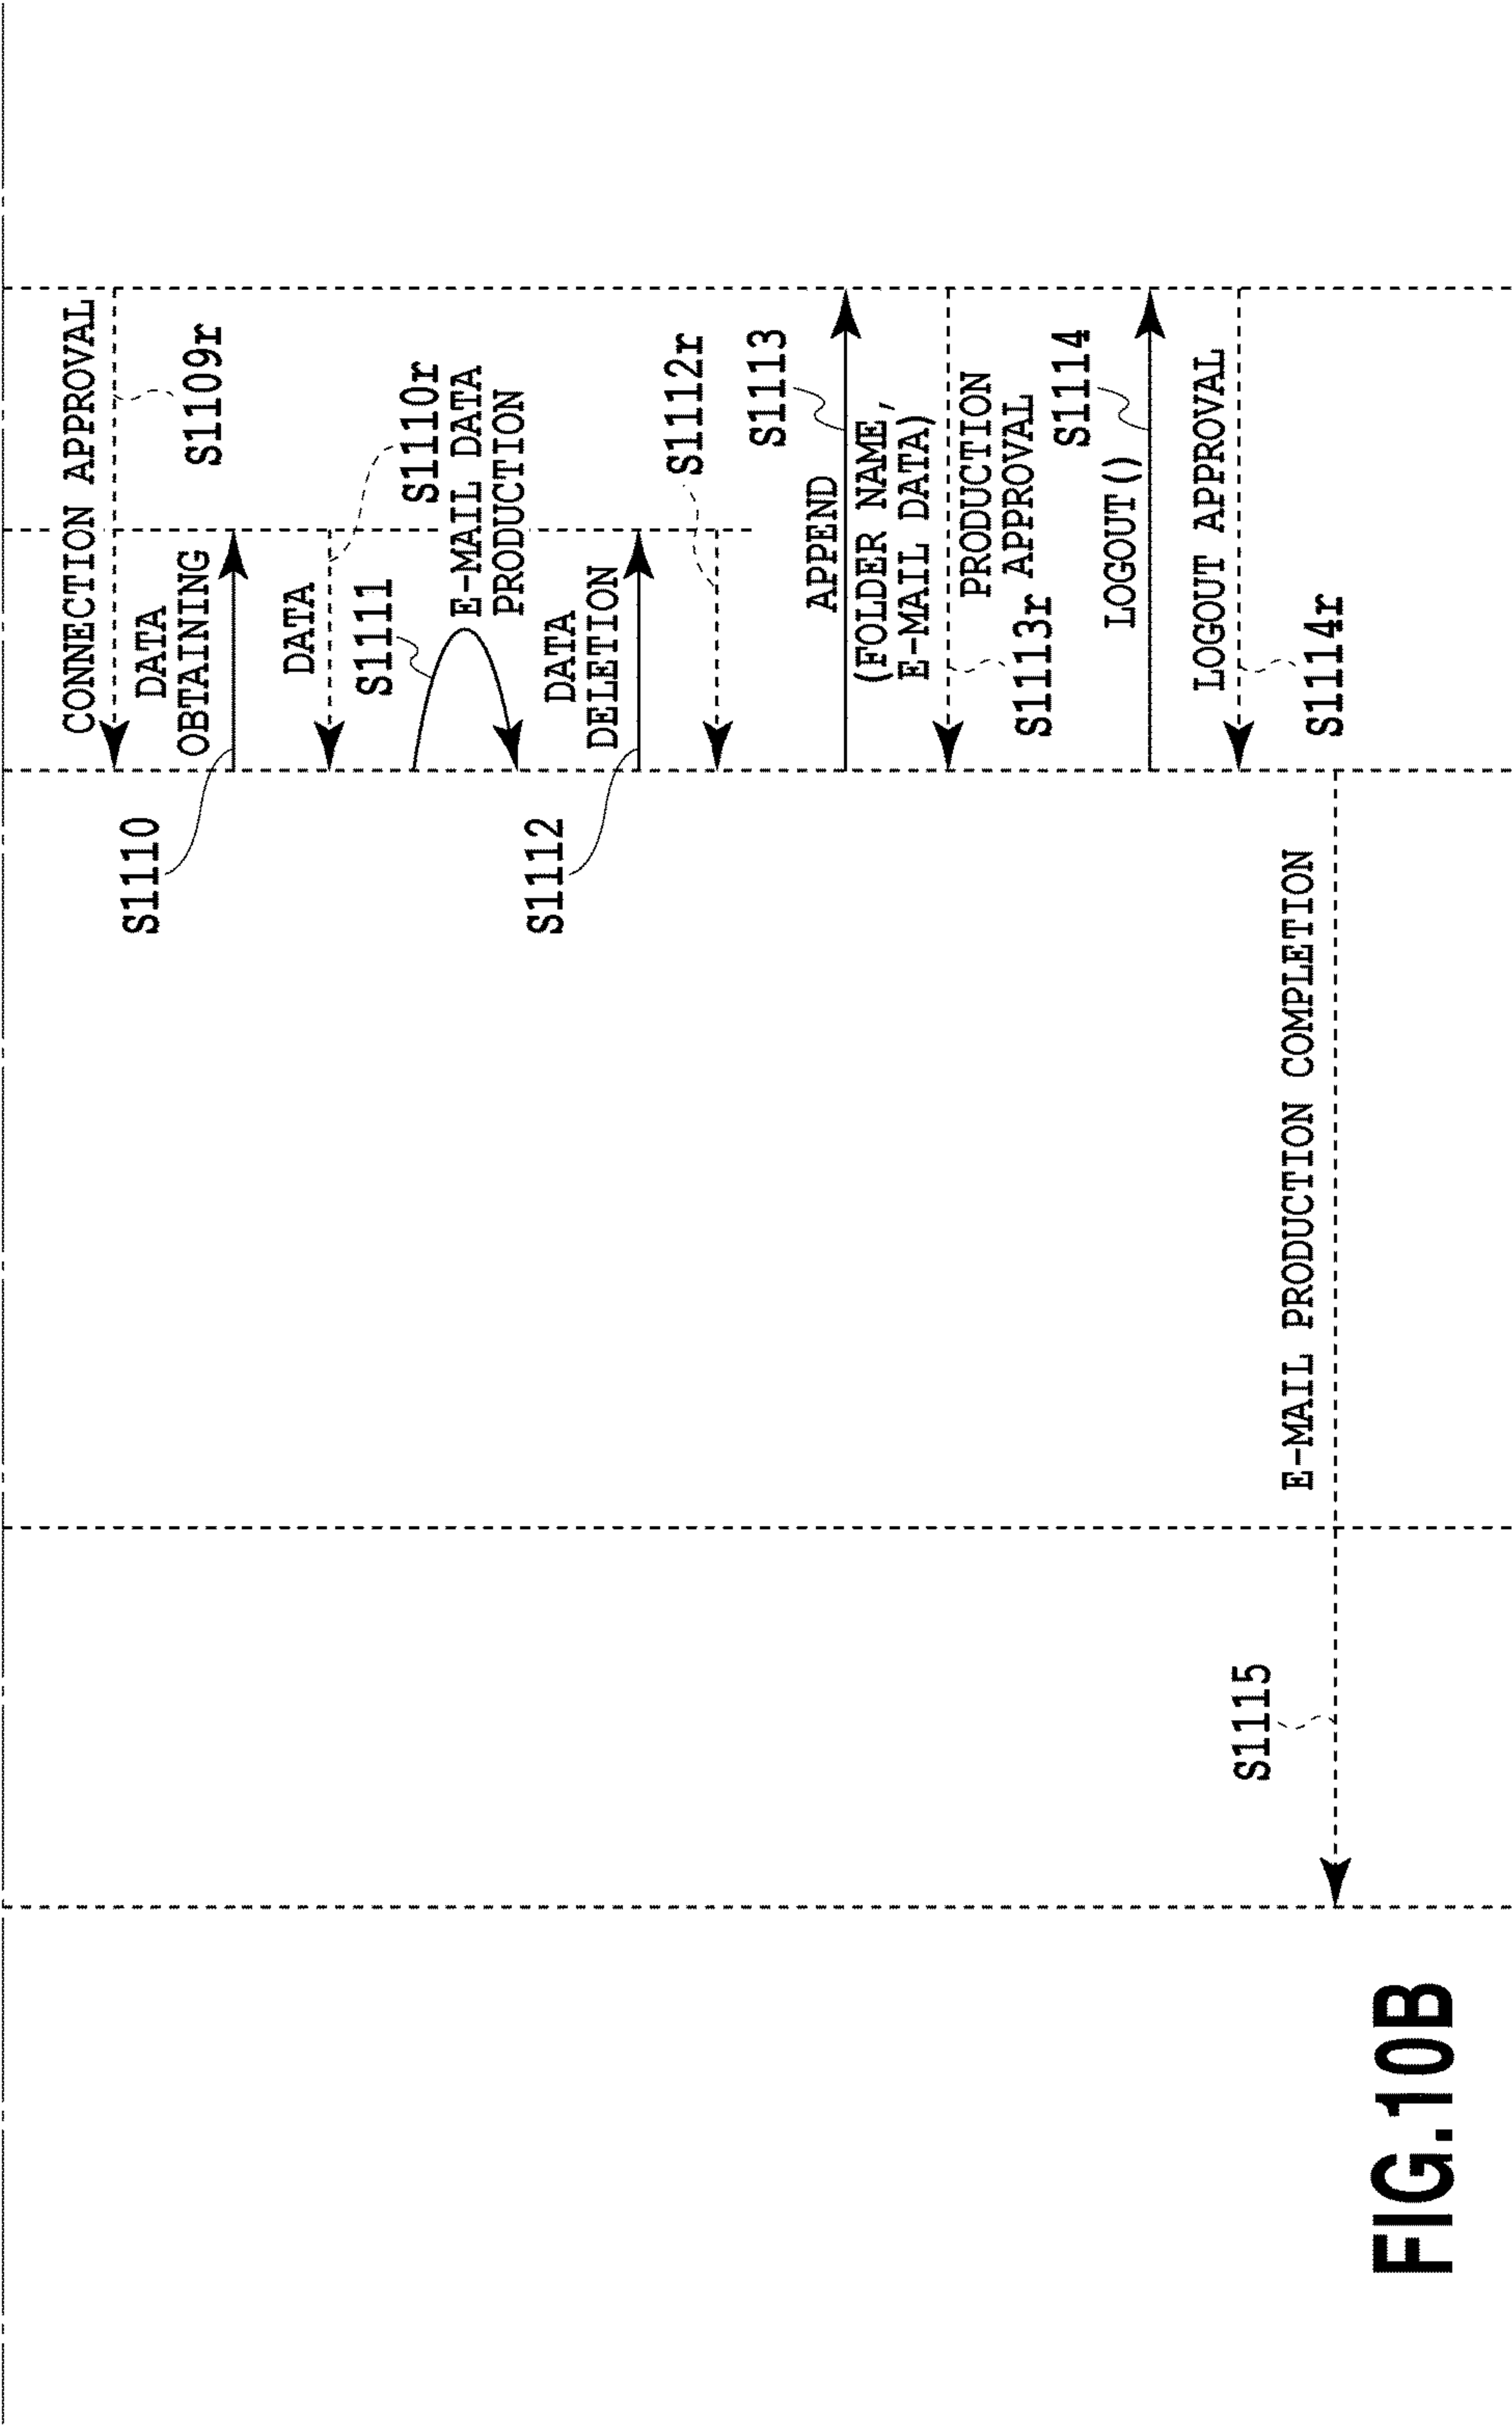 CONNECTION APPROVAL
S1109r
DATA
OBTAINING
S1110
DATA
S1110r
S1111
E-MAIL DATA
PRODUCTION
DATA
DELETION
S1112
S1112r
S1113
APPEND
(FOLDER NAME,
E-MAIL DATA)
PRODUCTION
APPROVAL
S1113r
S1114
LOGOUT()
LOGOUT APPROVAL
S1114r
E-MAIL PRODUCTION COMPLETION
S1115
FIG.10B